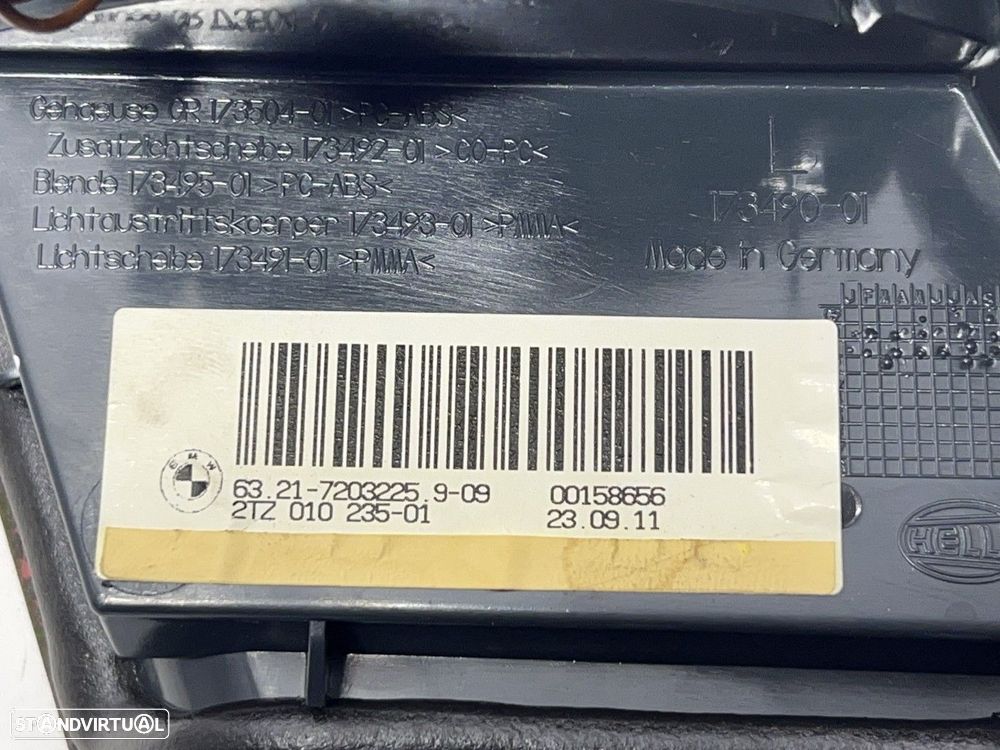 Gehaeuse GR.173504-01 >PC-ABS<
Zusatzlichtscheibe 173492-01 >CO-PC<
Blende 173495-01 >PC-ABS<
Lichtaustrittskoerper 173493-01 >PMMA<
Lichtscheibe 173491-01 >PMMA<
L
173490-01
Made in Germany
J F M A M J J A S
BMW
63.21-7203225.9-09 00158656
2TZ 010 235-01 23.09.11
HELL
STANDVIRTUAL